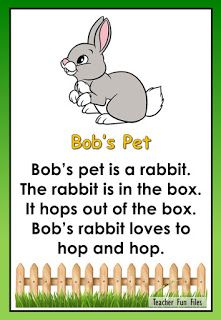 Bob's Pet
Bob's pet is a rabbit.
The rabbit is in the box.
It hops out of the box.
Bob's rabbit loves to
hop and hop.
Teacher Fun Files